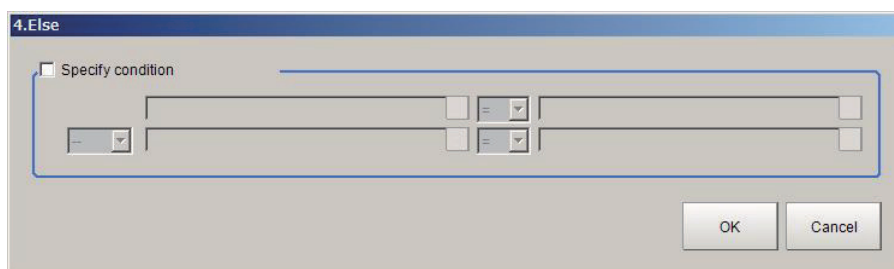 4.Else
Specify condition
=
-- =
OK Cancel